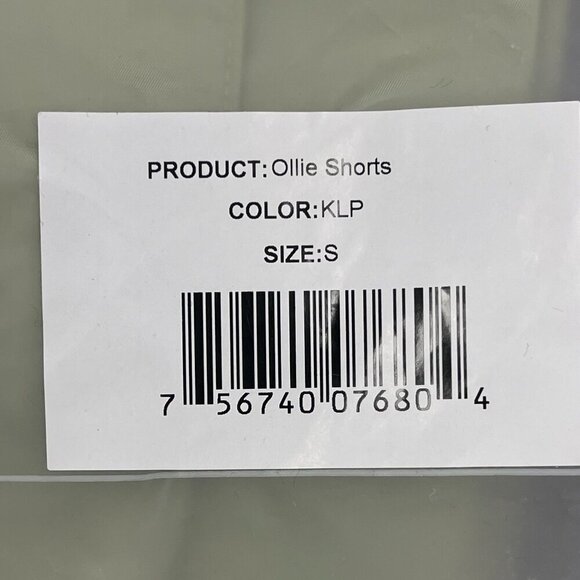 PRODUCT:Ollie Shorts
COLOR:KLP
SIZE:S
7 56740 07680 4